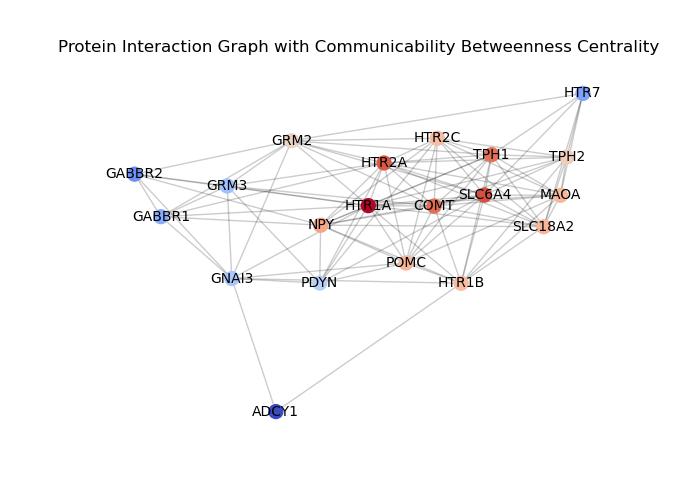 Protein Interaction Graph with Communicability Betweenness Centrality
HTR7
GRM2
HTR2C
TPH1
TPH2
HTR2A
GABBR2
GRM3
SLC6A4
MAOA
HTR1A
COMT
GABBR1
NPY
SLC18A2
POMC
GNAI3
PDYN
HTR1B
ADCY1